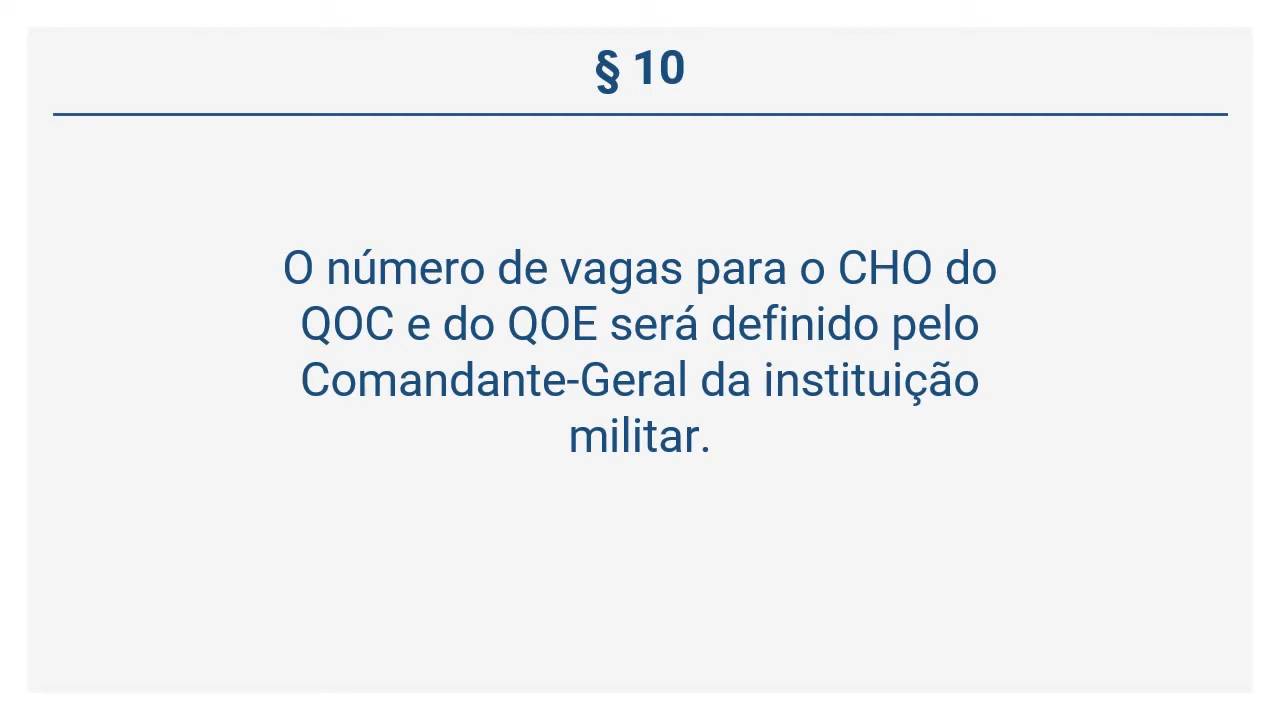 § 10
O número de vagas para o CHO do
QOC e do QOE será definido pelo
Comandante-Geral da instituição
militar.